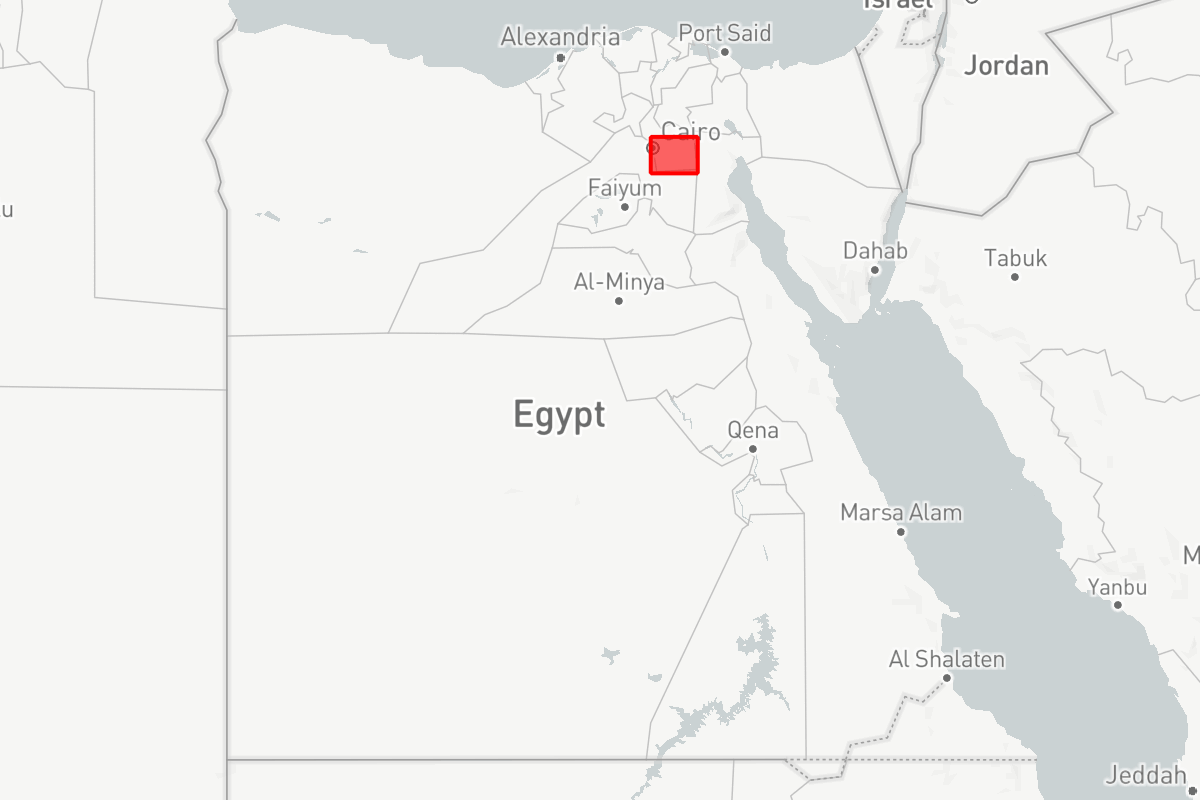 Israel
Alexandria
Port Said
Jordan
Cairo
Faiyum
Dahab
Tabuk
Al-Minya
Egypt
Qena
Marsa Alam
Yanbu
Al Shalaten
Jeddah